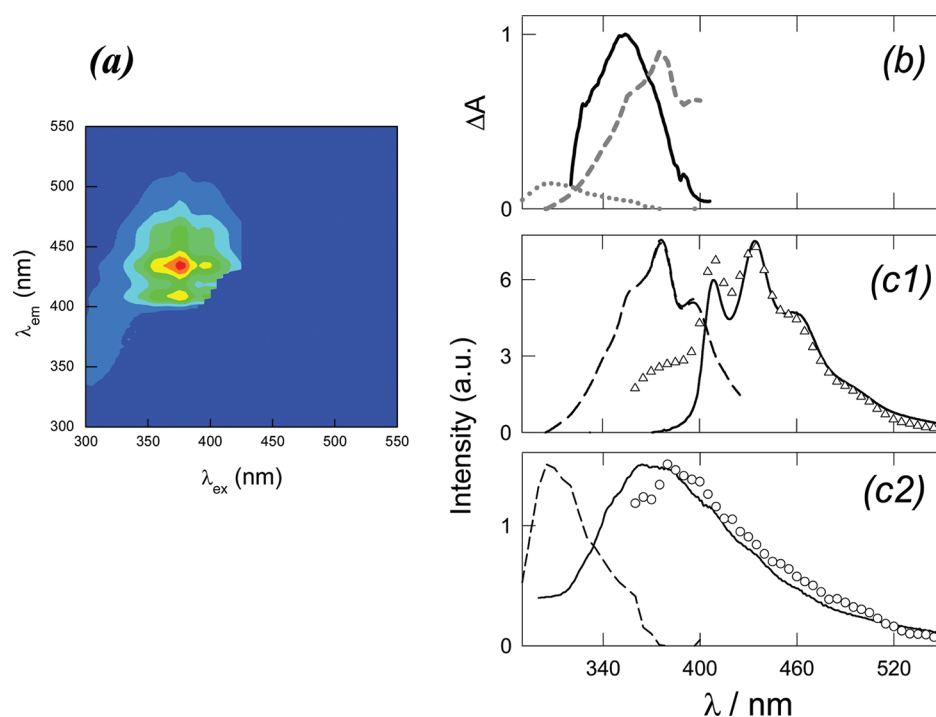 (a)
550
500
450
400
350
300
λem (nm)
300 350 400 450 500 550
λex (nm)
(b)
1
0
ΔA
(c1)
6
3
0
Intensity (a.u.)
(c2)
1
0
340 400 460 520
λ / nm